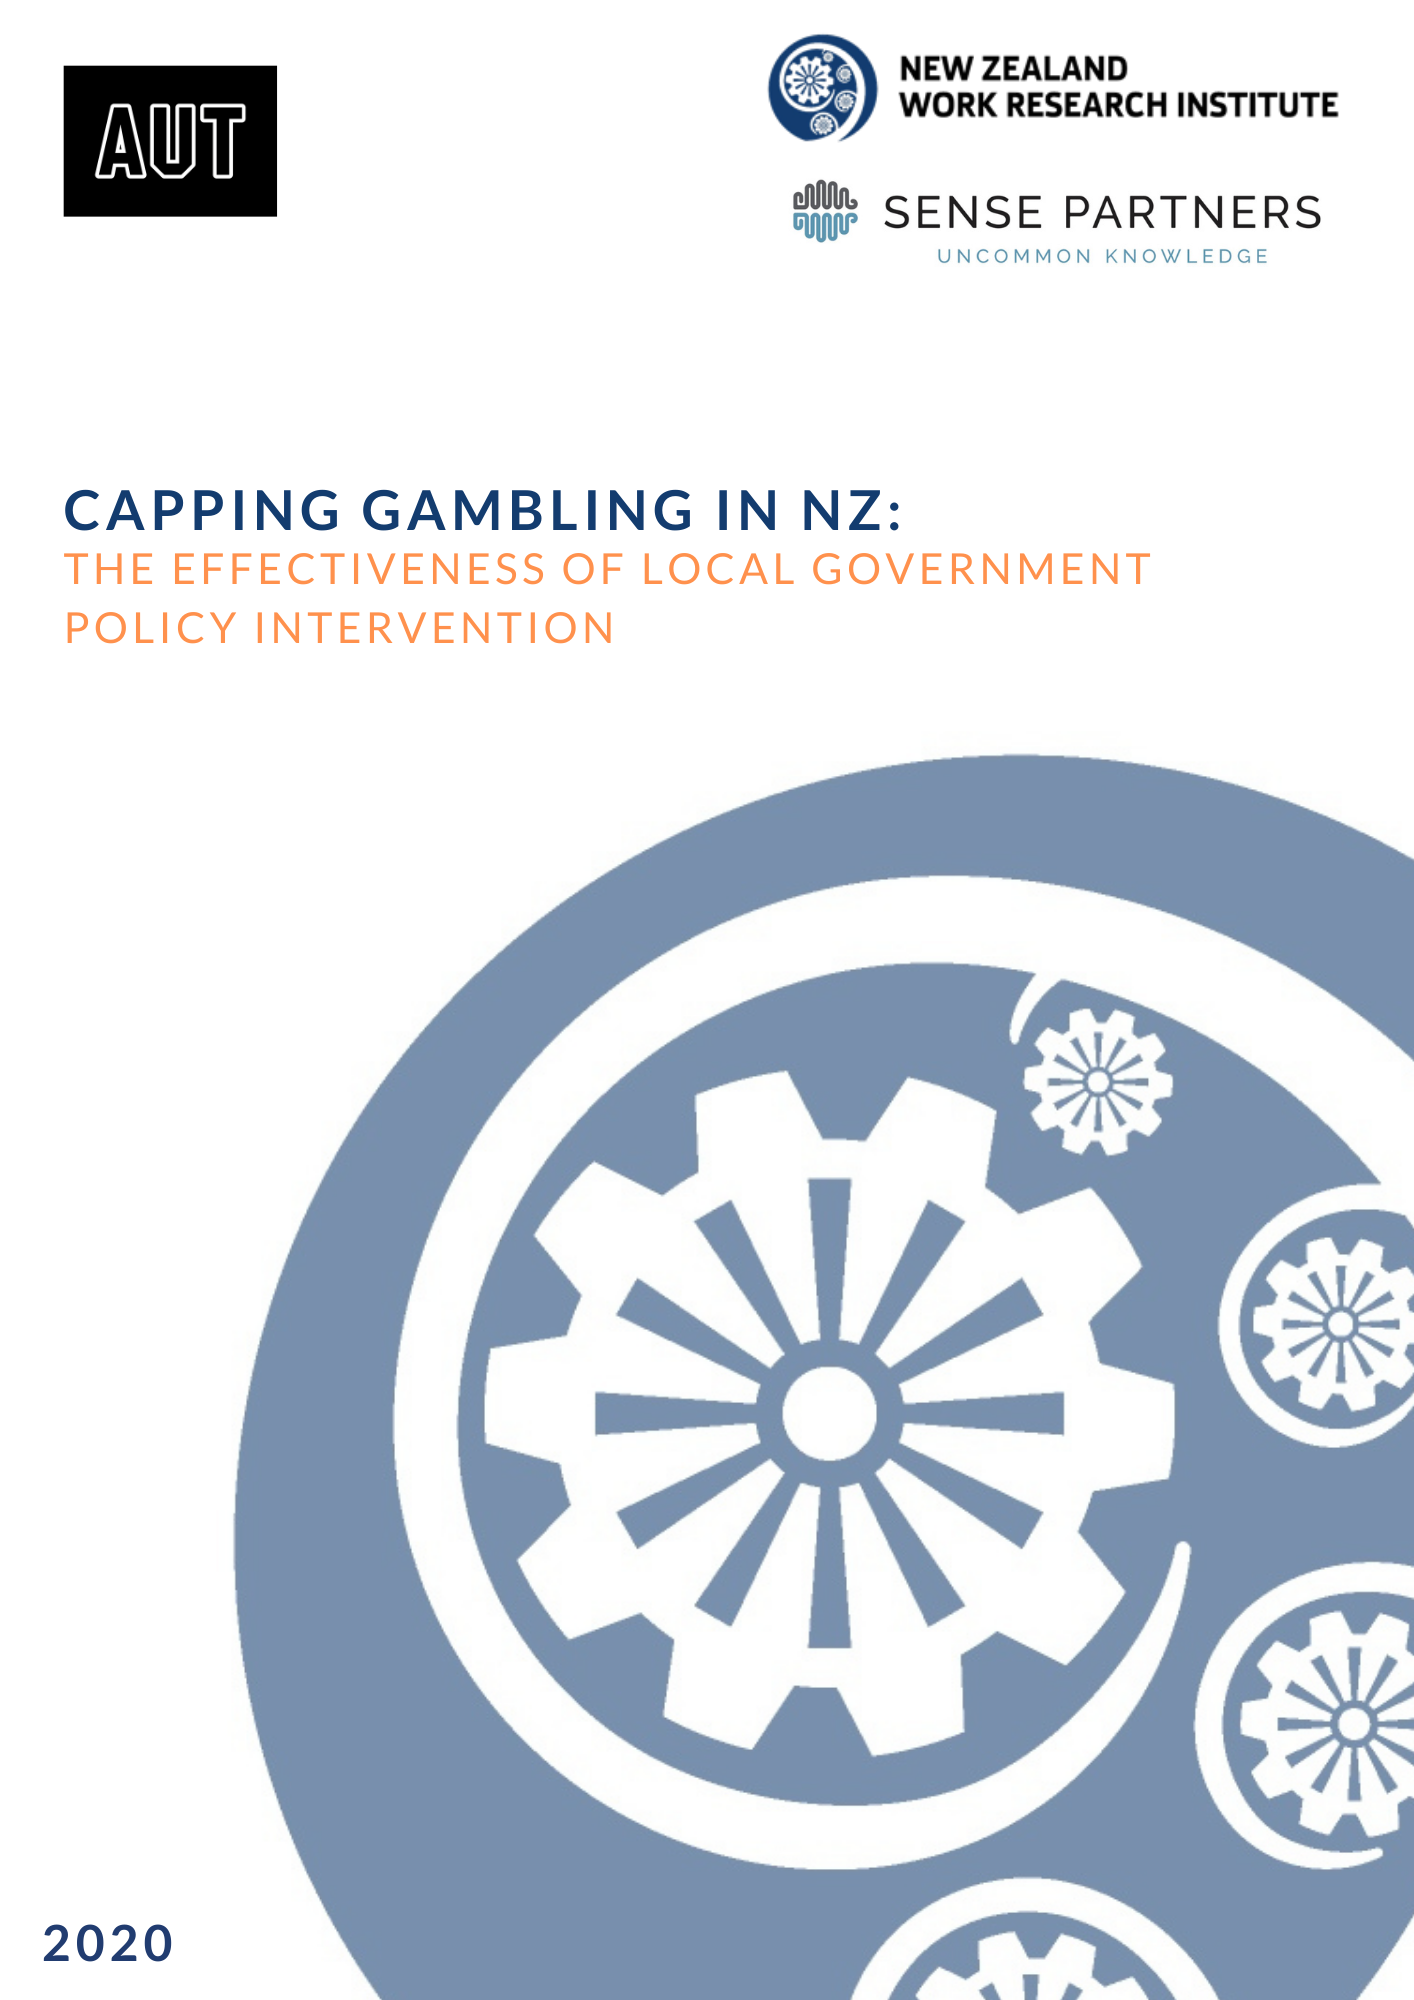 AUT
NEW ZEALAND
WORK RESEARCH INSTITUTE
SENSE PARTNERS
UNCOMMON KNOWLEDGE
CAPPING GAMBLING IN NZ:
THE EFFECTIVENESS OF LOCAL GOVERNMENT
POLICY INTERVENTION
2020